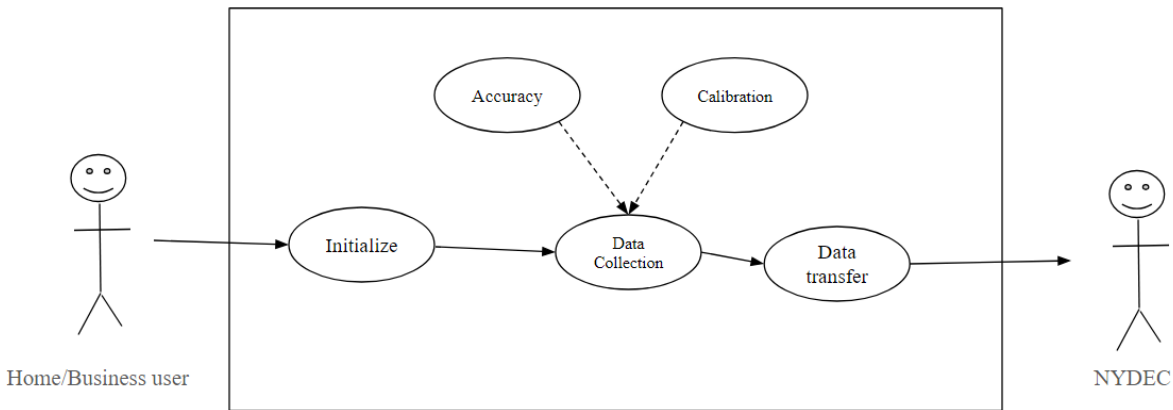 Accuracy
Calibration
Initialize
Data
Collection
Data
transfer
Home/Business user
NYDEC